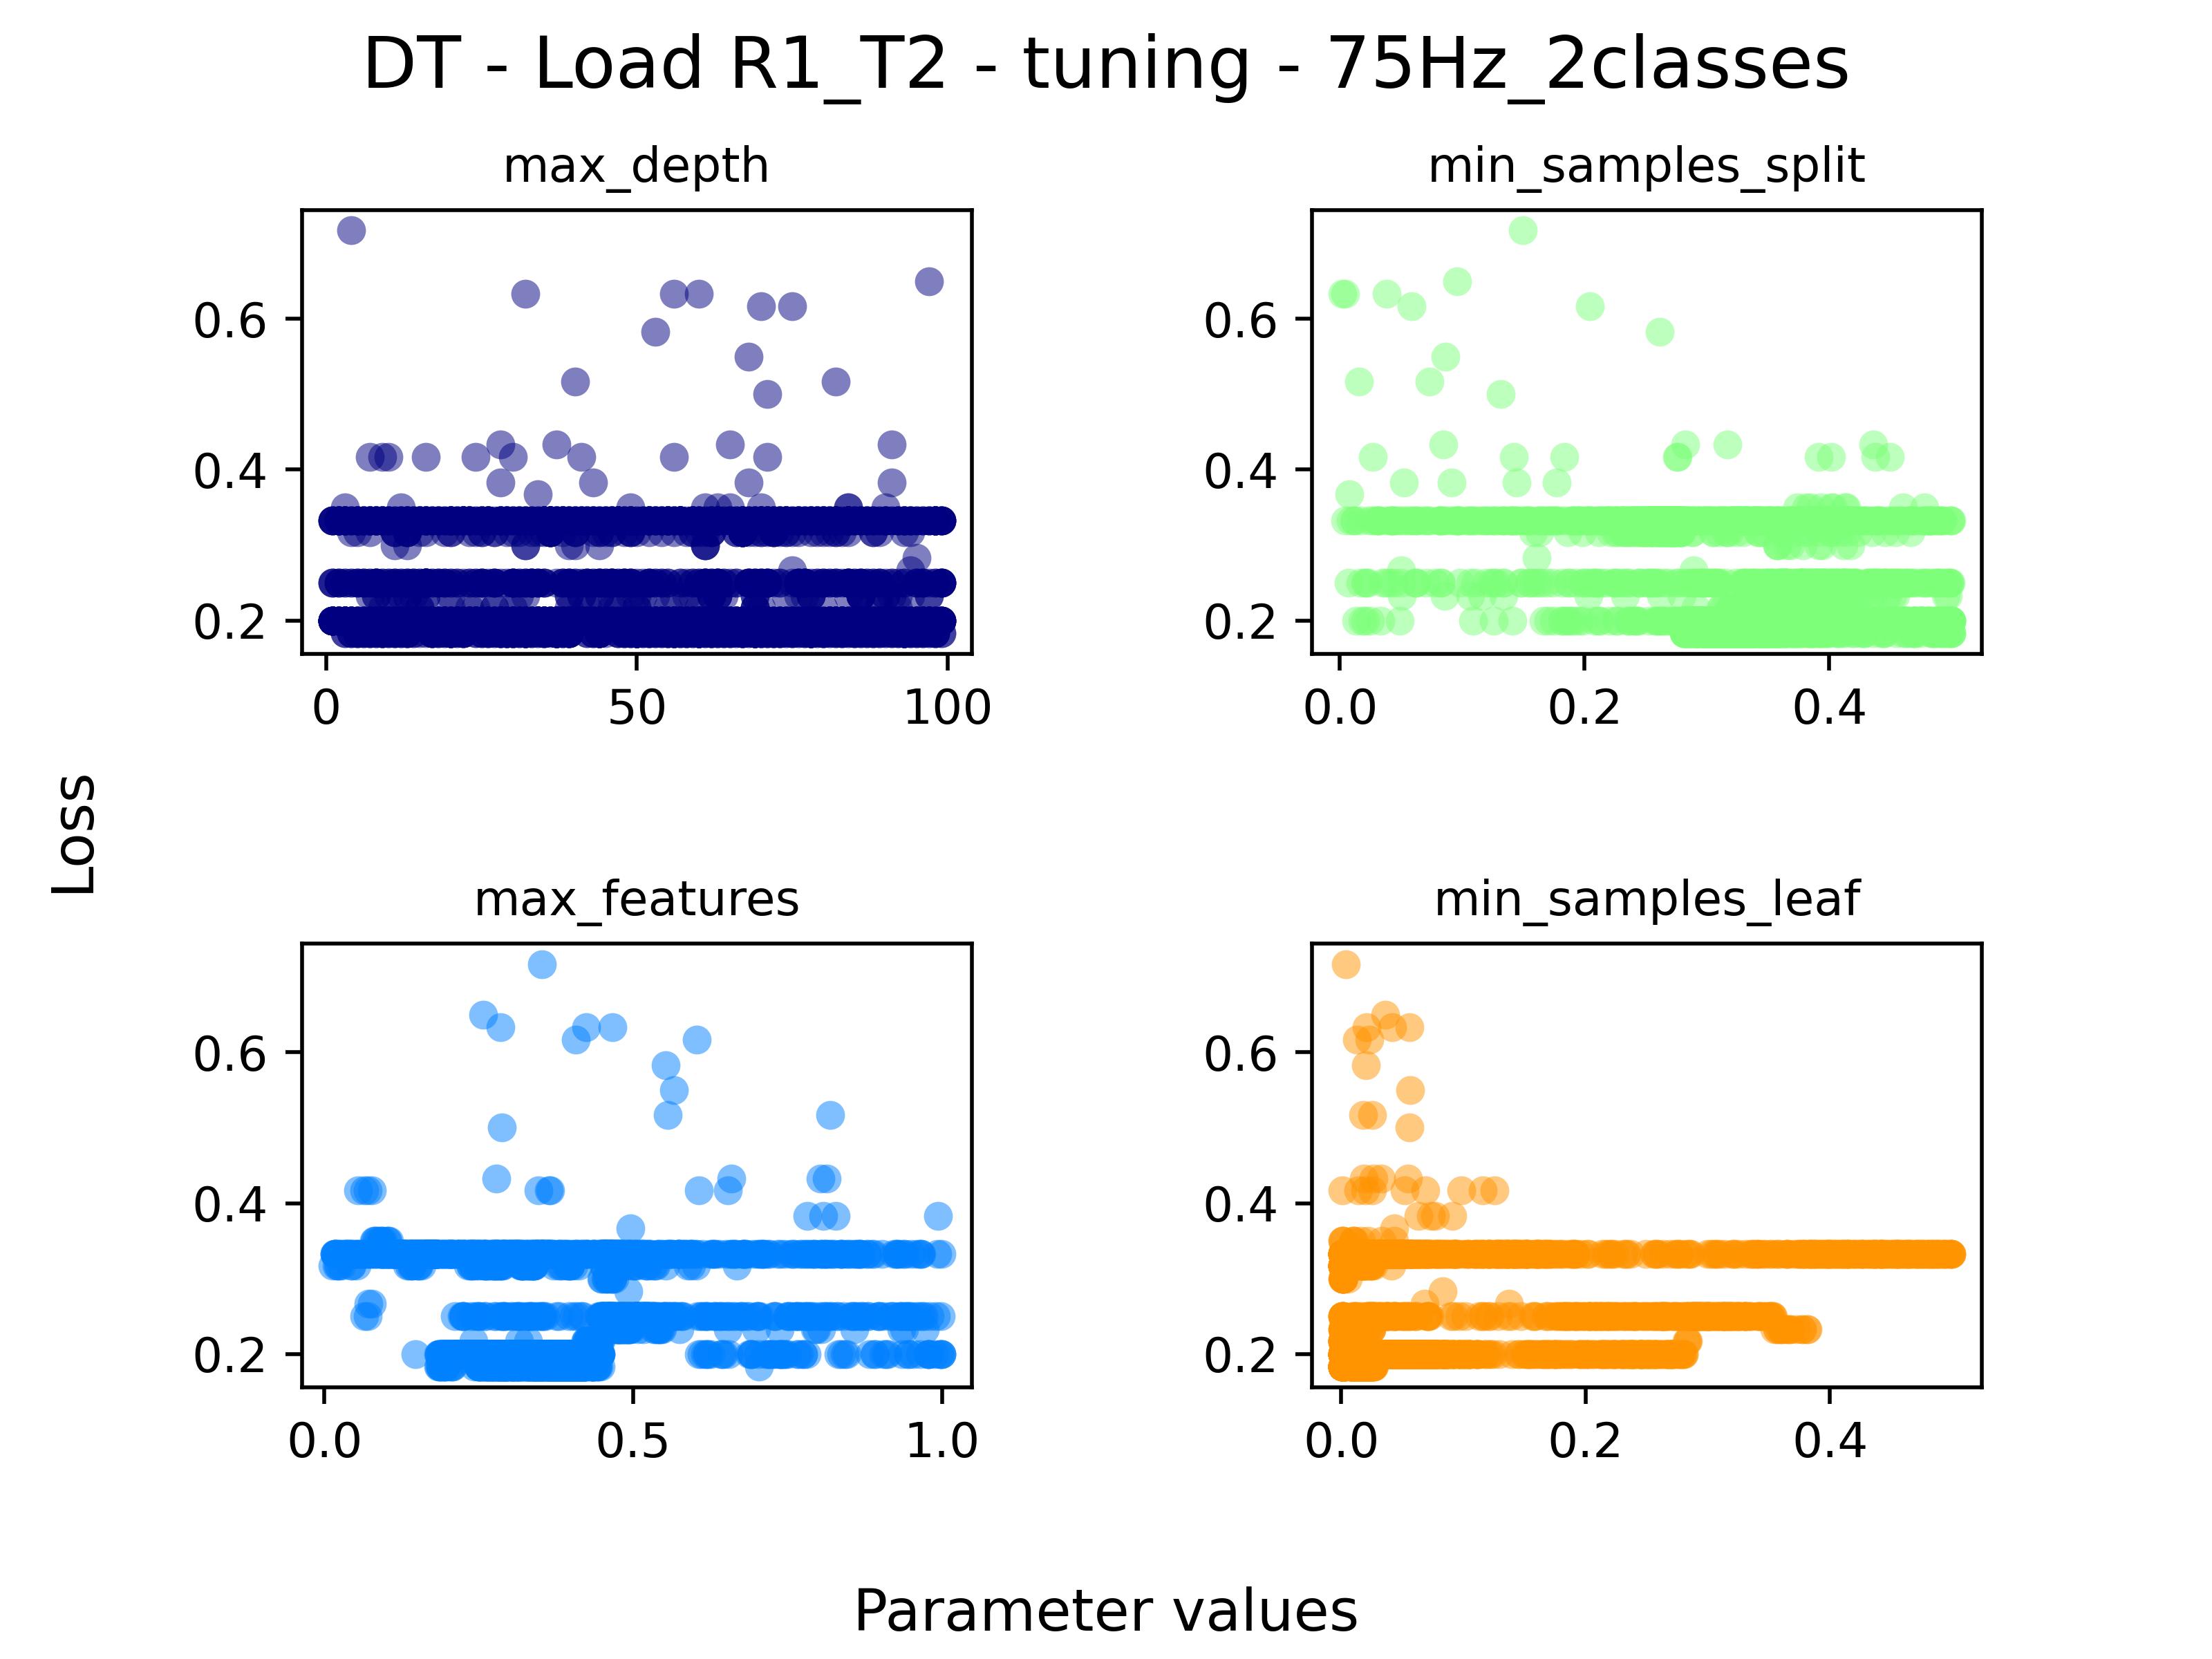 DT - Load R1_T2 - tuning - 75Hz_2classes
max_depth
0.6
0.4
0.2
0 50 100
min_samples_split
0.6
0.4
0.2
0.0 0.2 0.4
Loss
max_features
0.6
0.4
0.2
0.0 0.5 1.0
min_samples_leaf
0.6
0.4
0.2
0.0 0.2 0.4
Parameter values